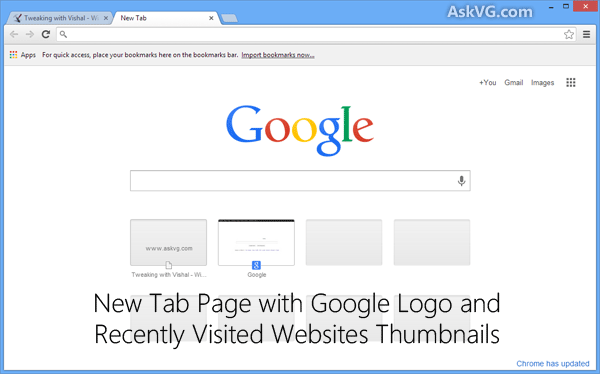 AskVG.com
Tweaking with Vishal - Wi
New Tab
Apps For quick access, place your bookmarks here on the bookmarks bar. Import bookmarks now...
+You Gmail Images
Google
www.askvg.com
Tweaking with Vishal - Wi... Google
New Tab Page with Google Logo and
Recently Visited Websites Thumbnails
Chrome has updated